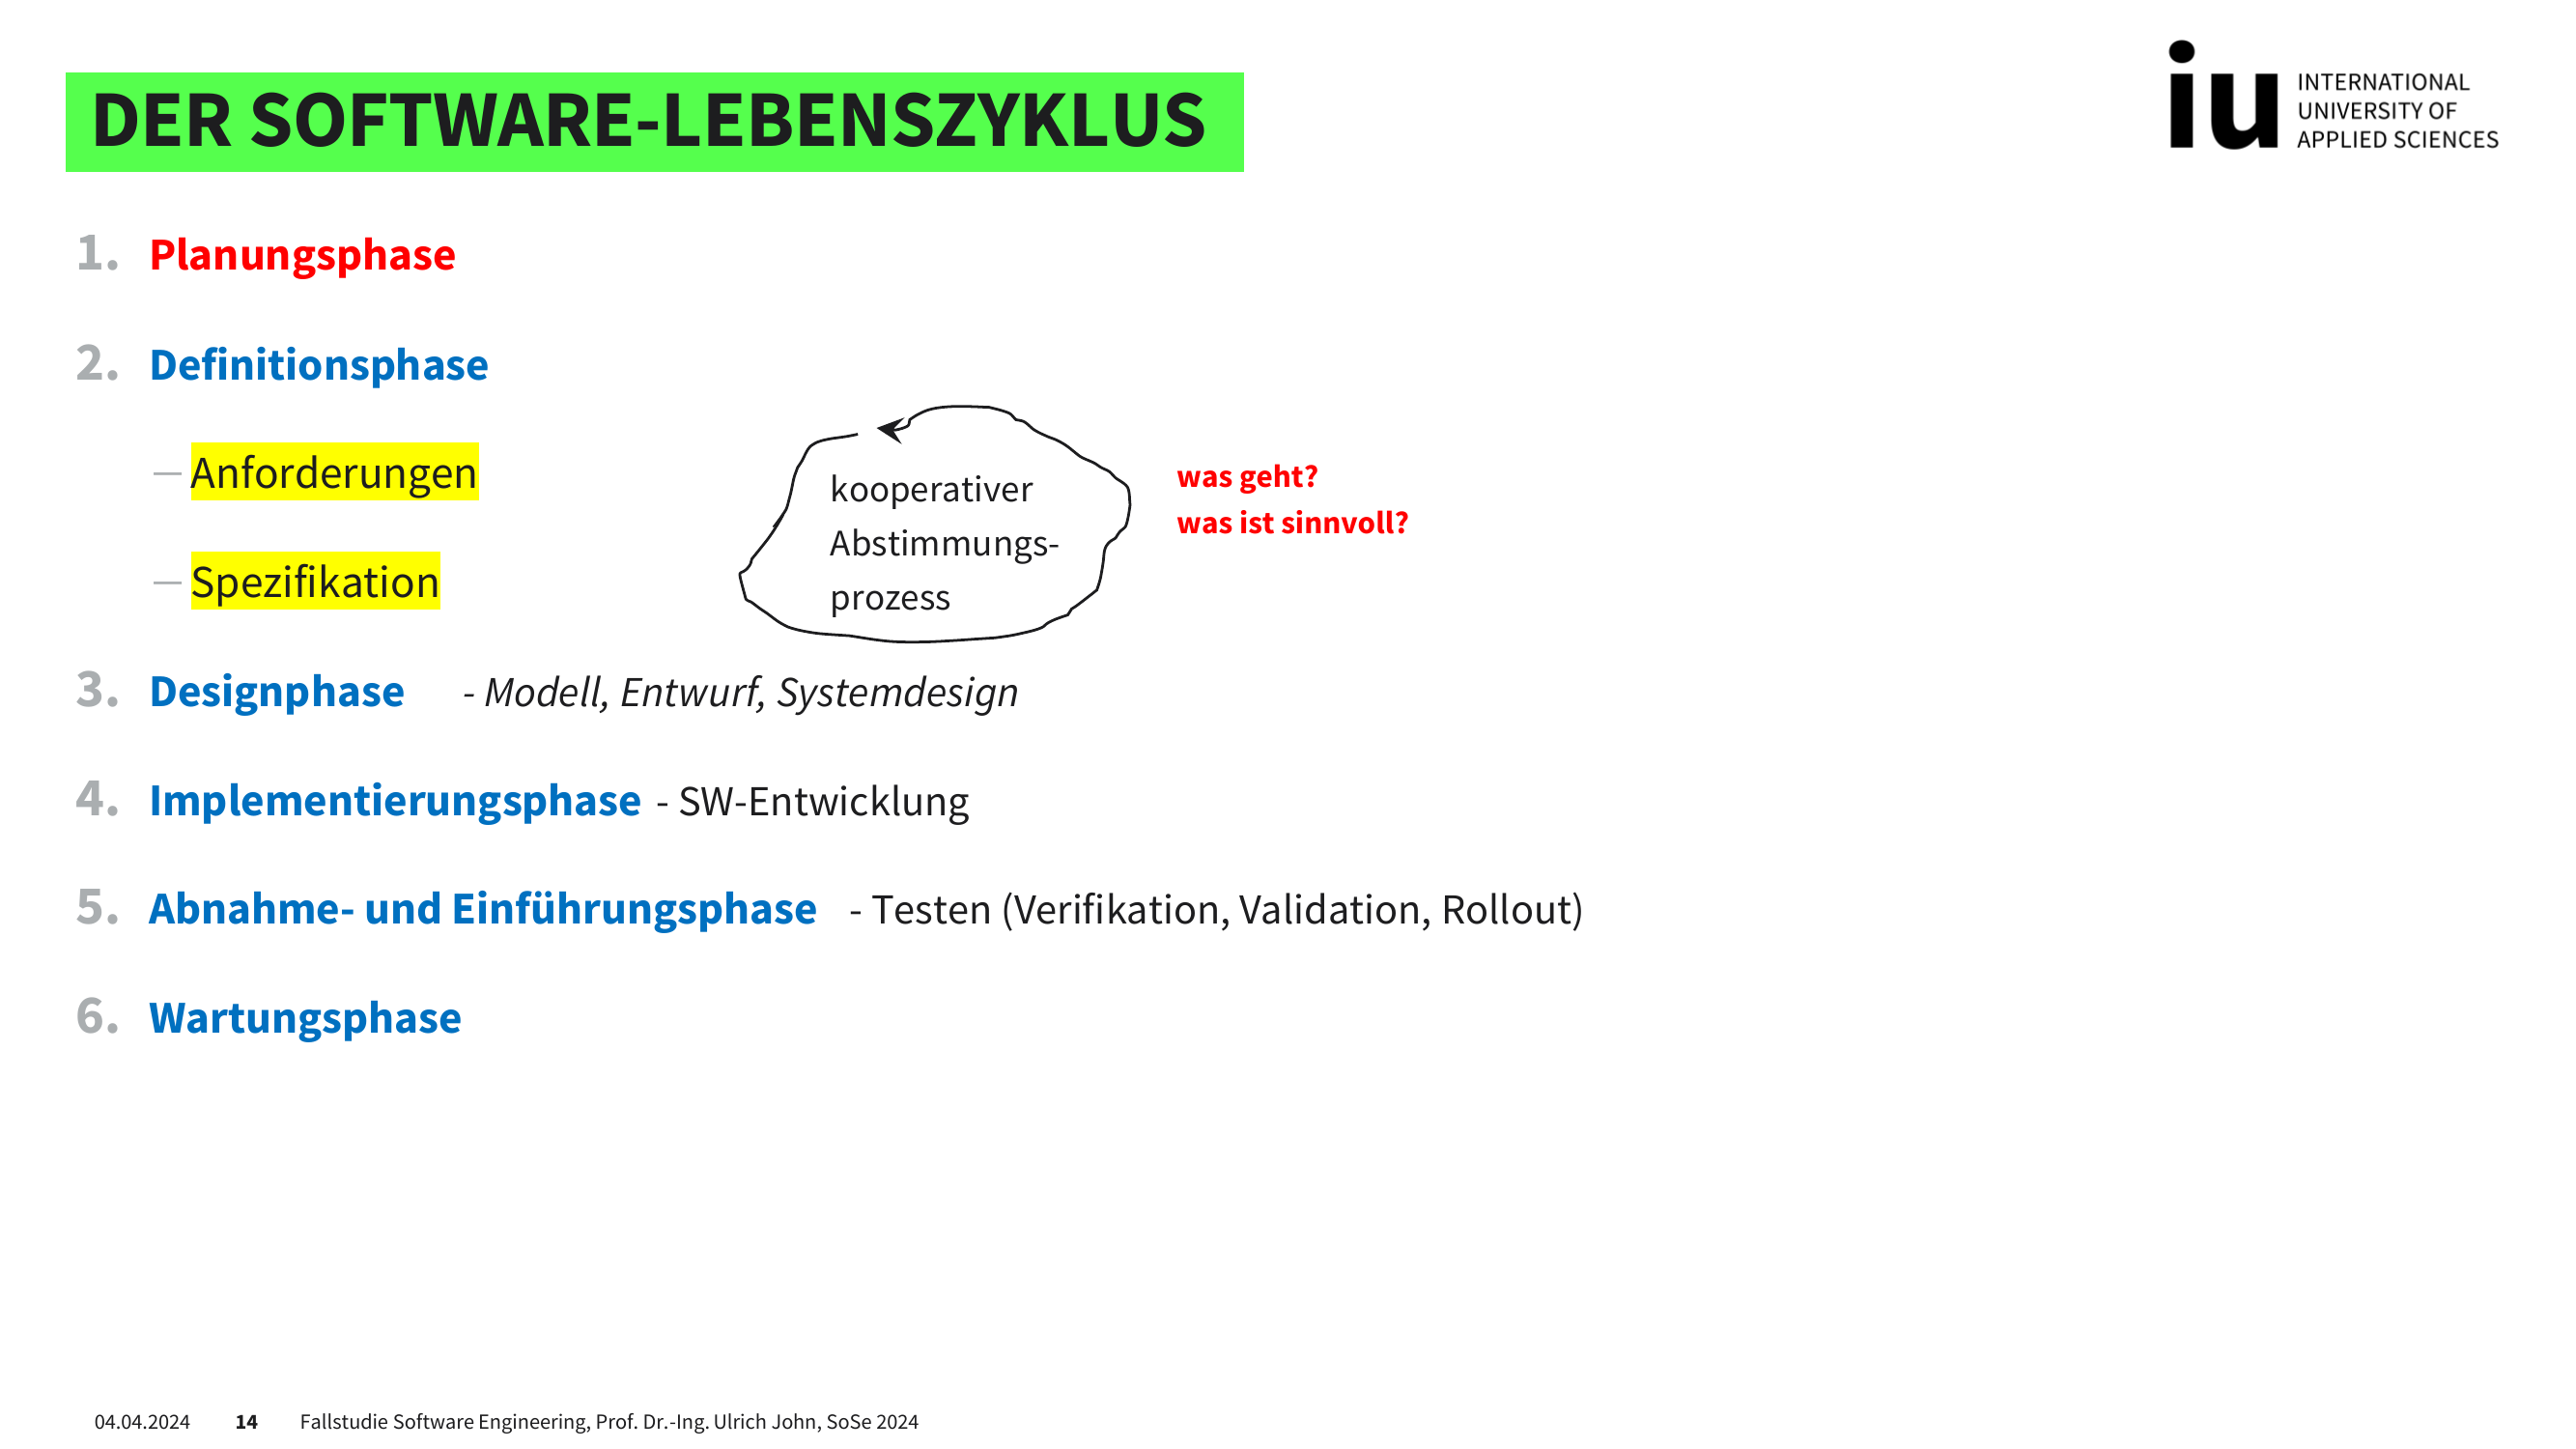 DER SOFTWARE-LEBENSZYKLUS
iu INTERNATIONAL
UNIVERSITY OF
APPLIED SCIENCES
1. Planungsphase
2. Definitionsphase
— Anforderungen
— Spezifikation
kooperativer
Abstimmungs-
prozess
was geht?
was ist sinnvoll?
3. Designphase - Modell, Entwurf, Systemdesign
4. Implementierungsphase - SW-Entwicklung
5. Abnahme- und Einführungsphase - Testen (Verifikation, Validation, Rollout)
6. Wartungsphase
04.04.2024 14 Fallstudie Software Engineering, Prof. Dr.-Ing. Ulrich John, SoSe 2024